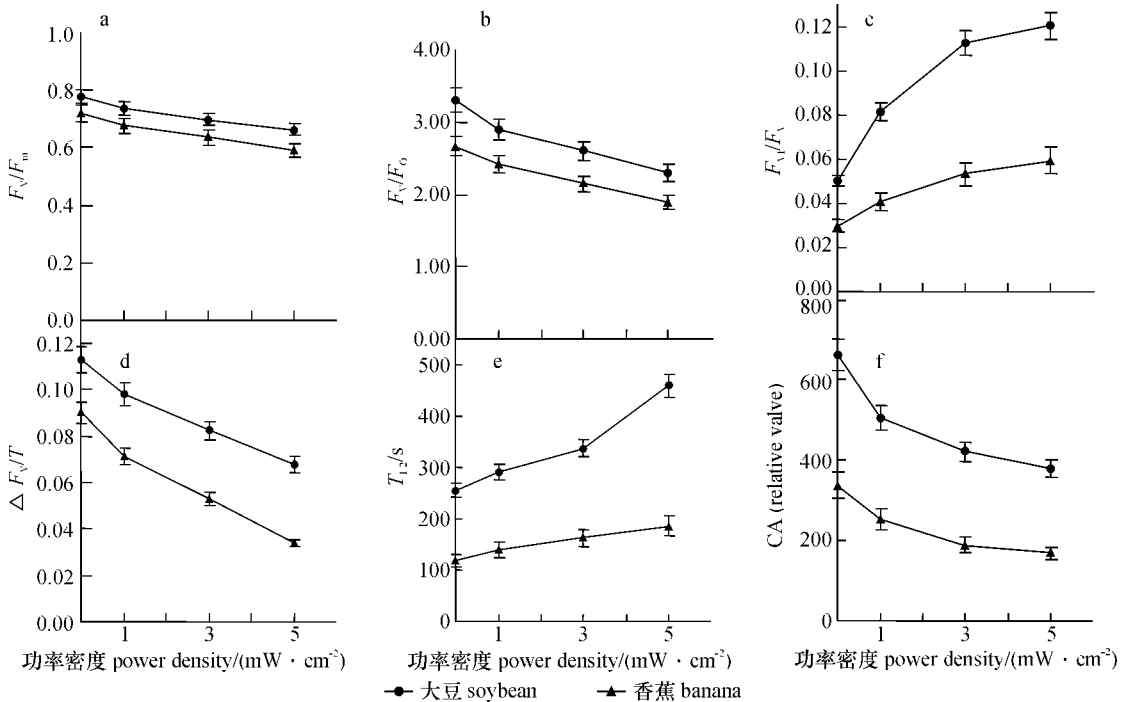 a
b
c
1.0
0.8
0.6
0.4
0.2
0.0
Fv/Fm
4.00
3.00
2.00
1.00
0.00
Fv/Fo
0.12
0.10
0.08
0.06
0.04
0.02
0.00
Fvi/Fv
d
e
f
0.12
0.10
0.08
0.06
0.04
0.02
0.00
△ Fv/T
500
400
300
200
100
0
T1/2/s
800
600
400
200
0
CA (relative valve)
1 3 5
1 3 5
1 3 5
功率密度 power density/(mW · cm-2)
功率密度 power density/(mW · cm-2)
功率密度 power density/(mW · cm-2)
大豆 soybean 香蕉 banana